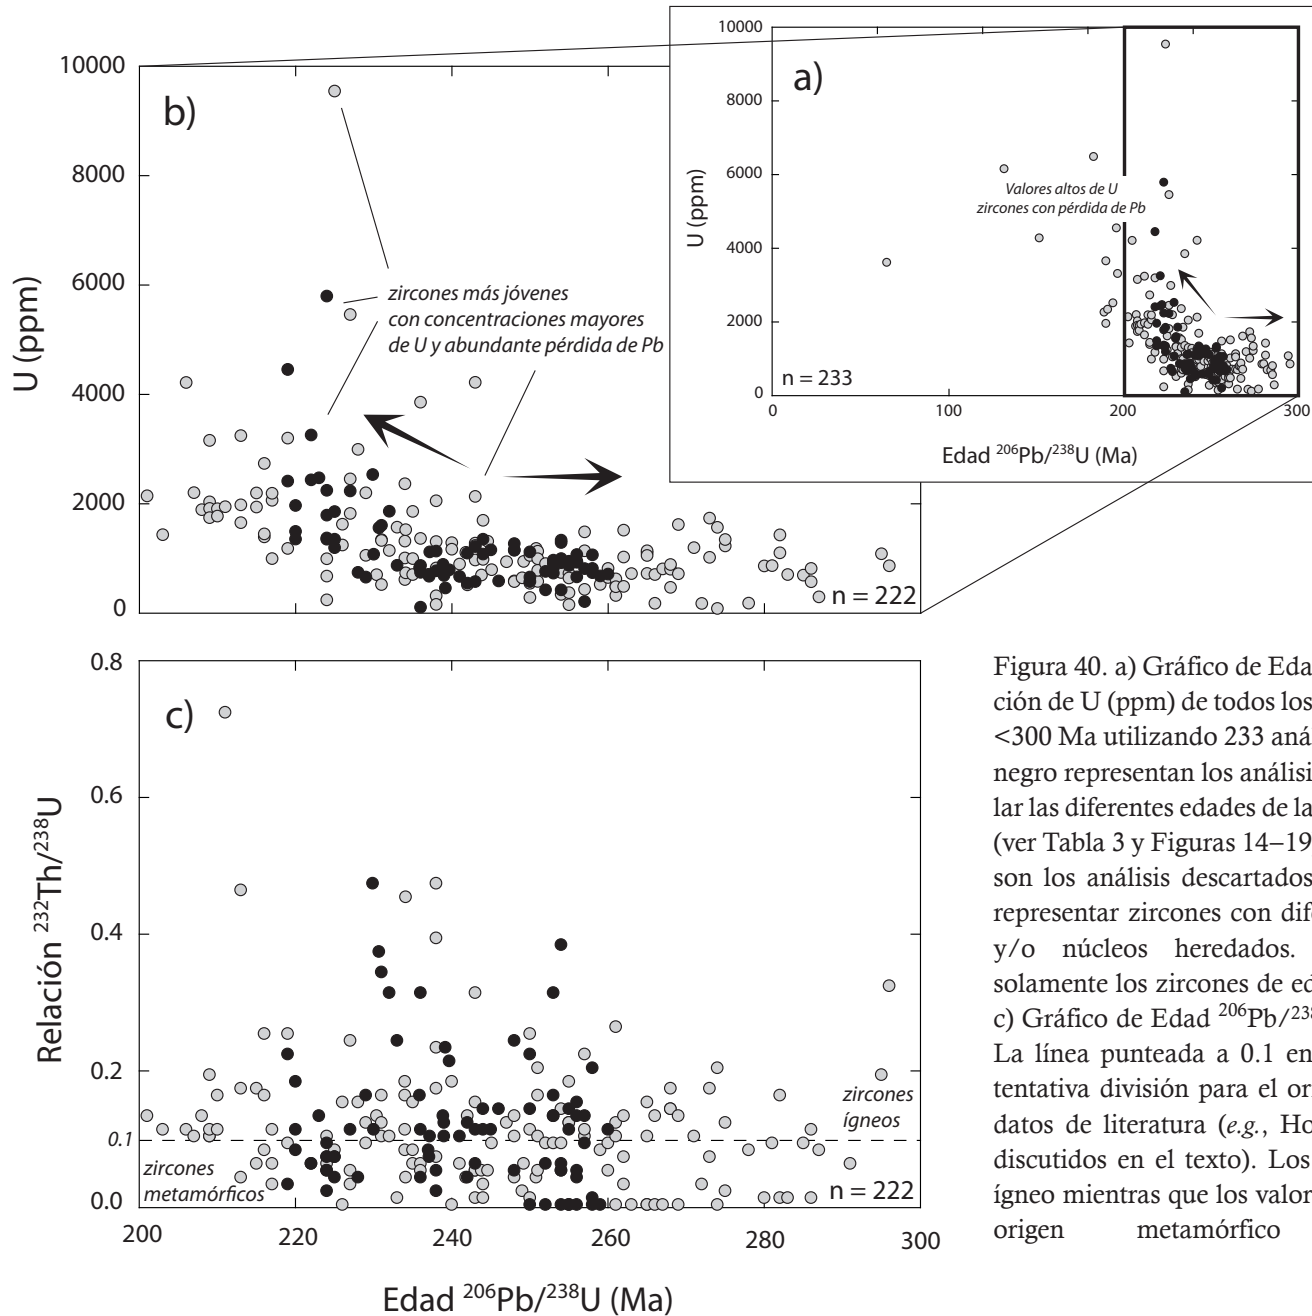 b)
10000
8000
6000
4000
2000
0
U (ppm)
zircones más jóvenes
con concentraciones mayores
de U y abundante pérdida de Pb
n = 222
a)
10000
8000
6000
4000
2000
0
U (ppm)
Valores altos de U
zircones con pérdida de Pb
n = 233
0
100
200
300
Edad ²⁰⁶Pb/²³⁸U (Ma)
c)
0.8
0.6
0.4
0.2
0.1
0.0
Relación ²³²Th/²³⁸U
zircones
ígneos
zircones
metamórficos
n = 222
200
220
240
260
280
300
Edad ²⁰⁶Pb/²³⁸U (Ma)
Figura 40. a) Gráfico de Eda
ción de U (ppm) de todos los
<300 Ma utilizando 233 aná
negro representan los análisi
lar las diferentes edades de la
(ver Tabla 3 y Figuras 14–19
son los análisis descartados
representar zircones con dife
y/o núcleos heredados.
solamente los zircones de ed
c) Gráfico de Edad ²⁰⁶Pb/²³⁸
La línea punteada a 0.1 en
tentativa división para el ori
datos de literatura (e.g., Ho
discutidos en el texto). Los
ígneo mientras que los valor
origen metamórfico